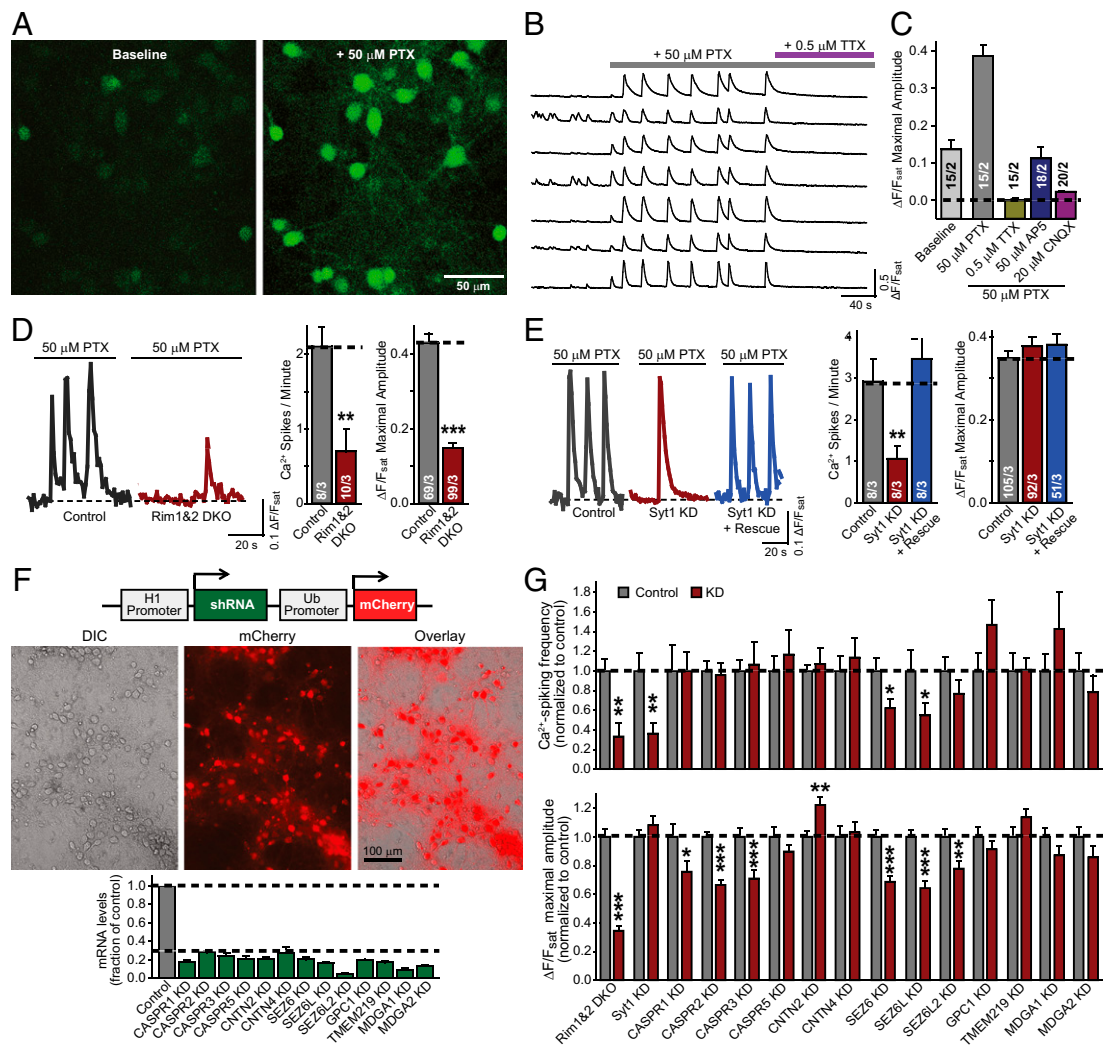 A
Baseline
+ 50 μM PTX
50 μm
B
+ 50 μM PTX
+ 0.5 μM TTX
0.5
ΔF/Fsat
40 s
C
ΔF/Fsat Maximal Amplitude
0.4
0.3
0.2
0.1
0.0
15/2
15/2
15/2
18/2
20/2
Baseline
50 μM PTX
0.5 μM TTX
50 μM AP5
20 μM CNQX
50 μM PTX
D
50 μM PTX
50 μM PTX
Control
Rim1&2 DKO
20 s
0.1 ΔF/Fsat
Ca²⁺ Spikes / Minute
2
1
0
**
8/3
10/3
Control
Rim1&2
DKO
ΔF/Fsat Maximal Amplitude
0.4
0.2
0.0
***
69/3
99/3
Control
Rim1&2
DKO
E
50 μM PTX
50 μM PTX
50 μM PTX
Control
Syt1 KD
Syt1 KD
+ Rescue
20 s
0.1 ΔF/Fsat
Ca²⁺ Spikes / Minute
4
3
2
1
0
**
8/3
8/3
8/3
Control
Syt1 KD
Syt1 KD
+ Rescue
ΔF/Fsat Maximal Amplitude
0.4
0.2
0.0
105/3
92/3
51/3
Control
Syt1 KD
Syt1 KD
+ Rescue
F
H1
Promoter
shRNA
Ub
Promoter
mCherry
DIC
mCherry
Overlay
100 μm
mRNA levels
(fraction of control)
1.0
0.8
0.6
0.4
0.2
0.0
Control
CASPR1 KD
CASPR2 KD
CASPR3 KD
CASPR5 KD
CNTN2 KD
CNTN4 KD
SEZ6 KD
SEZ6L KD
SEZ6L2 KD
GPC1 KD
TMEM219 KD
MDGA1 KD
MDGA2 KD
G
Control
KD
Ca²⁺-spiking frequency
(normalized to control)
1.8
1.6
1.4
1.2
1.0
0.8
0.6
0.4
0.2
0.0
**
**
*
*
ΔF/Fsat maximal amplitude
(normalized to control)
1.2
1.0
0.8
0.6
0.4
0.2
0.0
***
*
***
***
**
***
***
**
Rim1&2 DKO
Syt1 KD
CASPR1 KD
CASPR2 KD
CASPR3 KD
CASPR5 KD
CNTN2 KD
CNTN4 KD
SEZ6 KD
SEZ6L KD
SEZ6L2 KD
GPC1 KD
TMEM219 KD
MDGA1 KD
MDGA2 KD